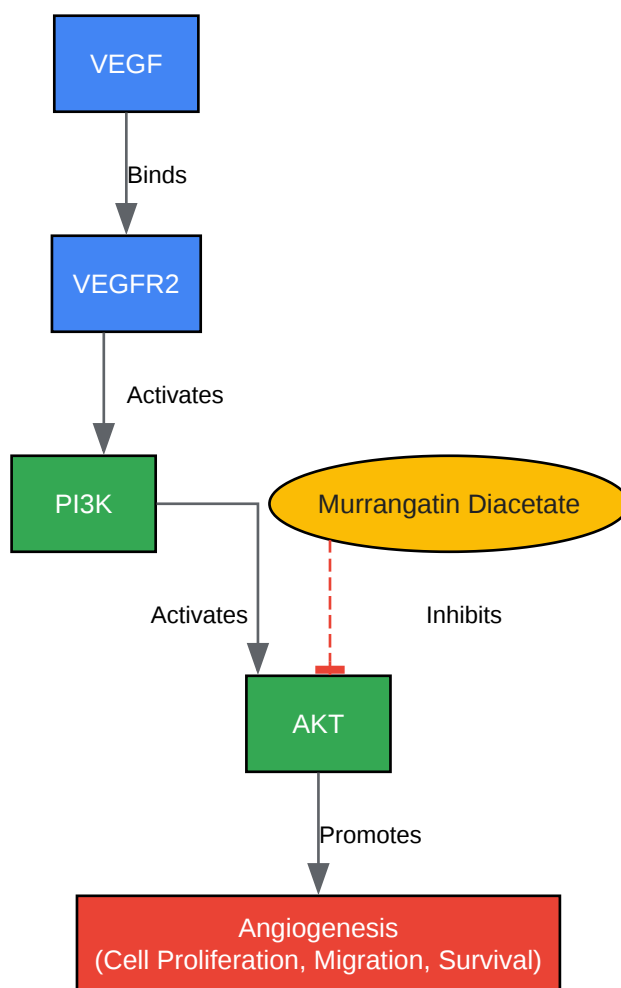 VEGF
Binds
VEGFR2
Activates
PI3K
Murrangatin Diacetate
Activates
Inhibits
AKT
Promotes
Angiogenesis
(Cell Proliferation, Migration, Survival)